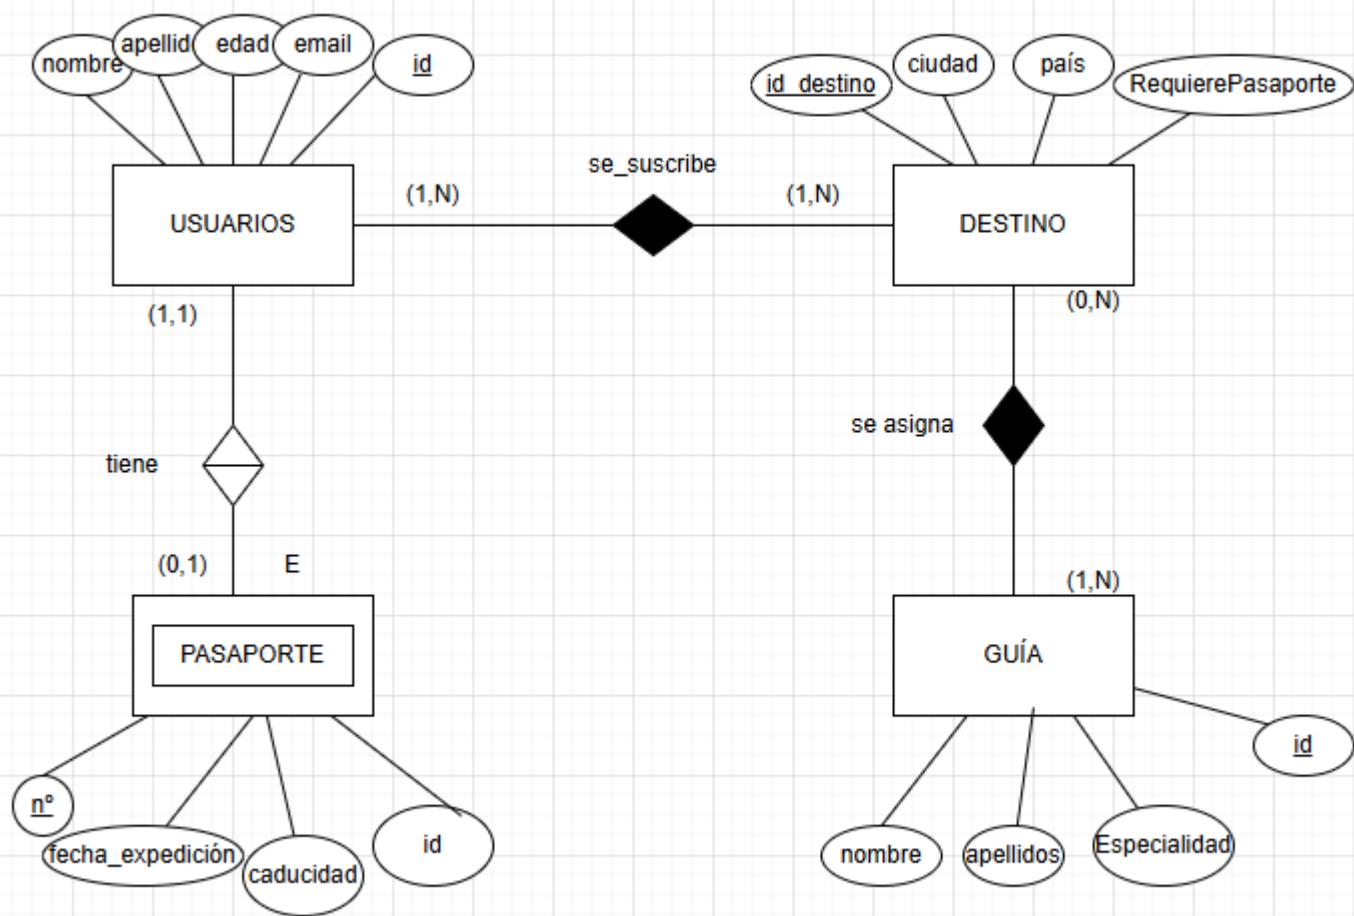 apellid
edad
email
nombre
id
ciudad
país
id_destino
RequierePasaporte
se_suscribe
(1,N)
(1,N)
USUARIOS
DESTINO
(1,1)
(0,N)
se asigna
tiene
(0,1)
E
(1,N)
PASAPORTE
GUÍA
id
nº
fecha_expedición
caducidad
id
nombre
apellidos
Especialidad